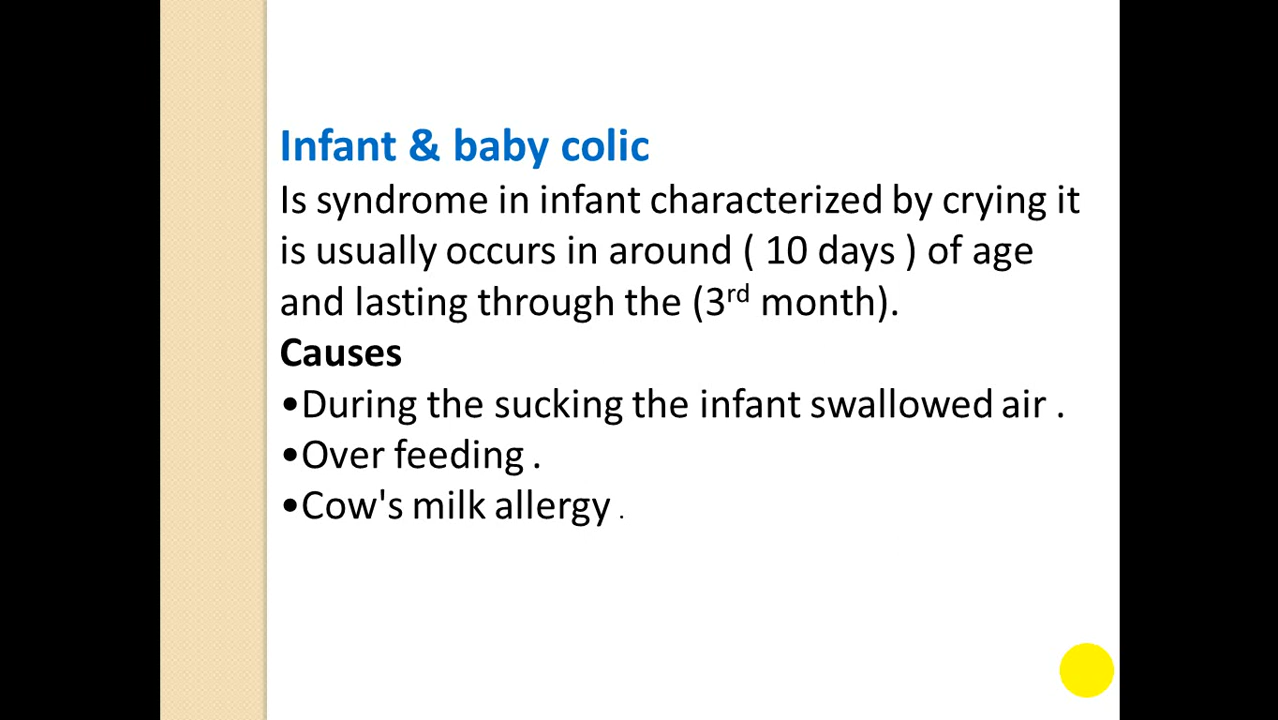 Infant & baby colic
Is syndrome in infant characterized by crying it
is usually occurs in around ( 10 days ) of age
and lasting through the (3rd month).
Causes
•During the sucking the infant swallowed air .
•Over feeding .
•Cow's milk allergy .